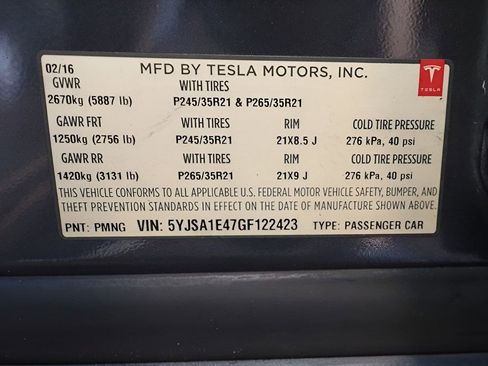 02/16 MFD BY TESLA MOTORS, INC.
GVWR WITH TIRES
2670kg (5887 lb) P245/35R21 & P265/35R21
TESLA
GAWR FRT WITH TIRES RIM COLD TIRE PRESSURE
1250kg (2756 lb) P245/35R21 21X8.5 J 276 kPa, 40 psi
GAWR RR WITH TIRES RIM COLD TIRE PRESSURE
1420kg (3131 lb) P265/35R21 21X9 J 276 kPa, 40 psi
THIS VEHICLE CONFORMS TO ALL APPLICABLE U.S. FEDERAL MOTOR VEHICLE SAFETY, BUMPER, AND
THEFT PREVENTION STANDARDS IN EFFECT ON THE DATE OF MANUFACTURE SHOWN ABOVE.
PNT: PMNG VIN: 5YJSA1E47GF122423 TYPE: PASSENGER CAR